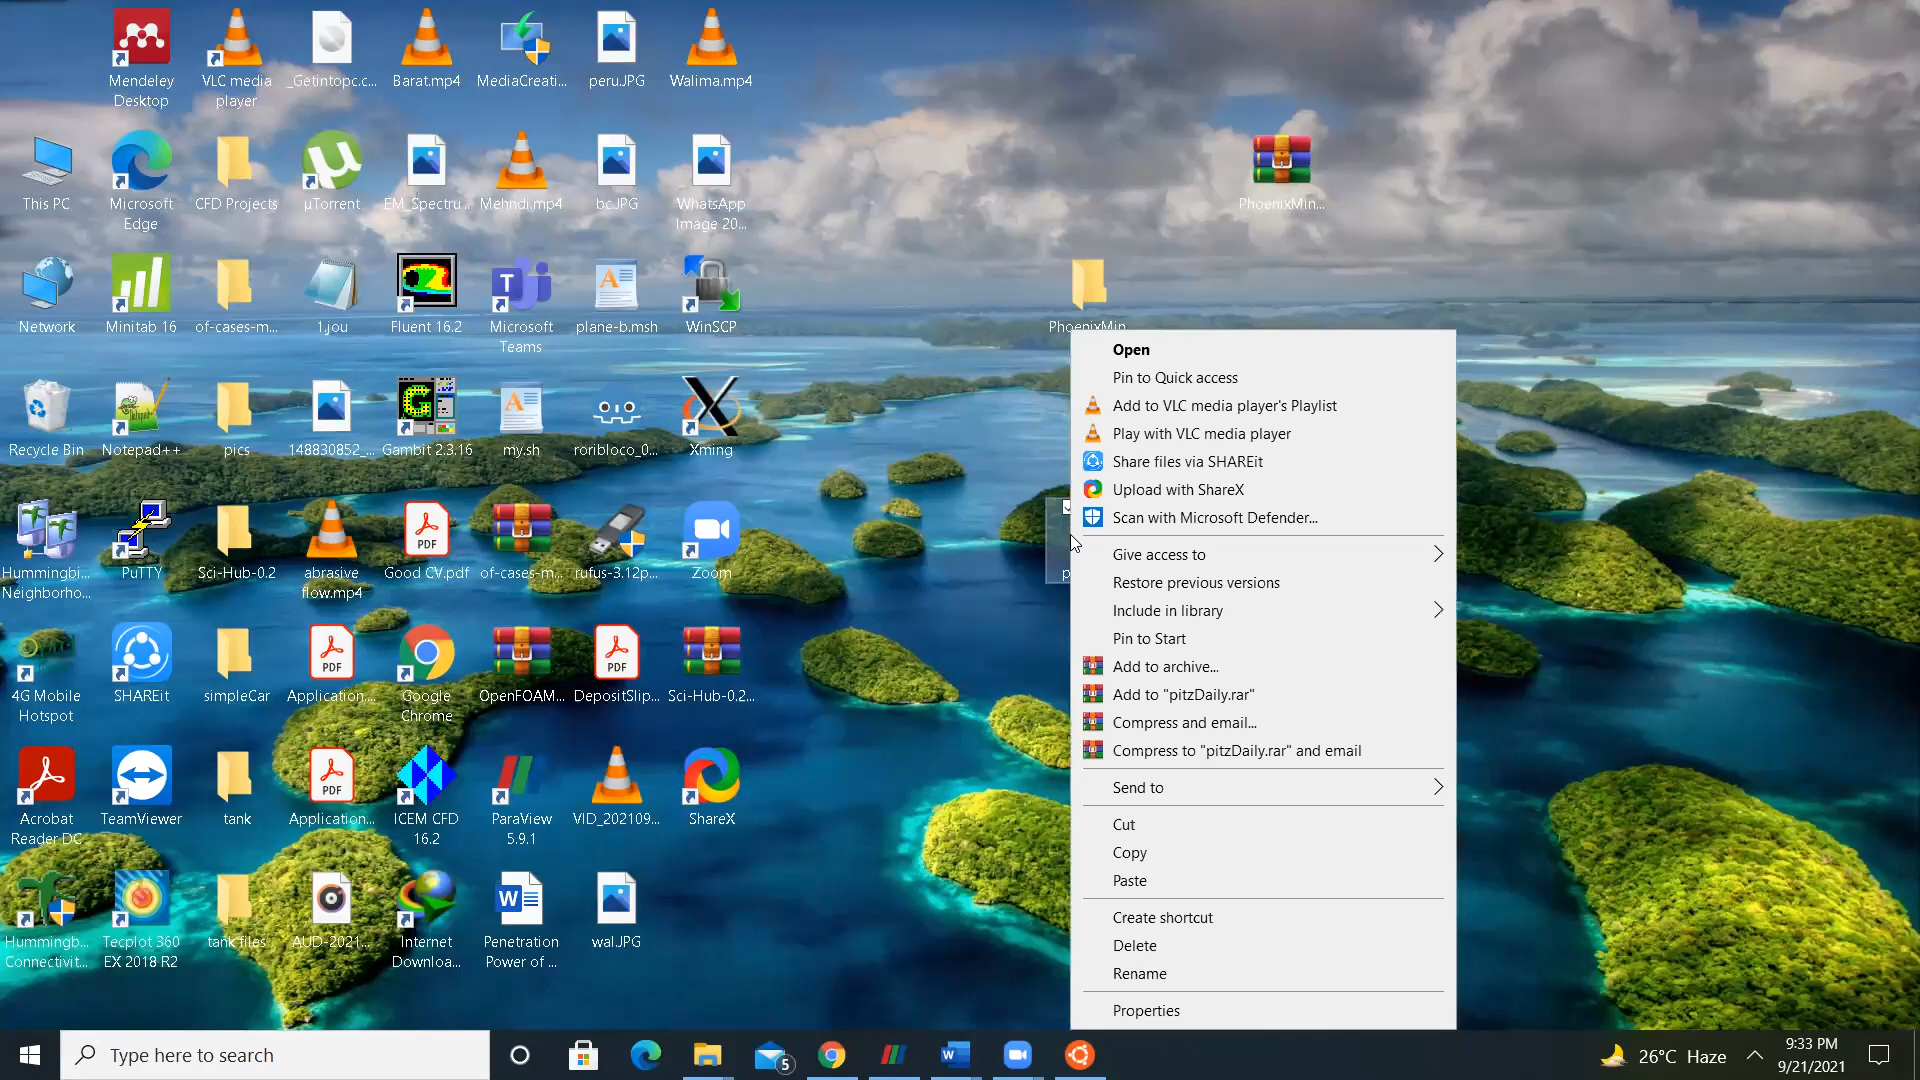 Mendeley
Desktop
VLC media
player
_Getintopc.c...
Barat.mp4
MediaCreati...
peru.JPG
Walima.mp4
This PC
Microsoft
Edge
CFD Projects
µTorrent
EM_Spectru...
Mehndi.mp4
bc.JPG
WhatsApp
Image 20...
PhoenixMin...
Network
Minitab 16
of-cases-m...
1.jou
Fluent 16.2
Microsoft
Teams
plane-b.msh
WinSCP
PhoenixMin...
Recycle Bin
Notepad++
pics
148830852_...
Gambit 2.3.16
my.sh
roribloco_0...
Xming
Hummingbi...
Neighborho...
PuTTY
Sci-Hub-0.2
abrasive
flow.mp4
PDF
Good CV.pdf
of-cases-m...
rufus-3.12p...
Zoom
p
4G Mobile
Hotspot
SHAREit
simpleCar
PDF
Application....
Google
Chrome
OpenFOAM...
PDF
DepositSlip...
Sci-Hub-0.2...
Acrobat
Reader DC
TeamViewer
tank
PDF
Application...
ICEM CFD
16.2
ParaView
5.9.1
VID_202109...
ShareX
Hummingb...
Connectivit...
Tecplot 360
EX 2018 R2
tank files
AUD-2021...
Internet
Downloa...
Penetration
Power of ...
wal.JPG
Open
Pin to Quick access
Add to VLC media player's Playlist
Play with VLC media player
Share files via SHAREit
Upload with ShareX
Scan with Microsoft Defender...
Give access to
Restore previous versions
Include in library
Pin to Start
Add to archive...
Add to "pitzDaily.rar"
Compress and email...
Compress to "pitzDaily.rar" and email
Send to
Cut
Copy
Paste
Create shortcut
Delete
Rename
Properties
Type here to search
5
26°C Haze
9:33 PM
9/21/2021